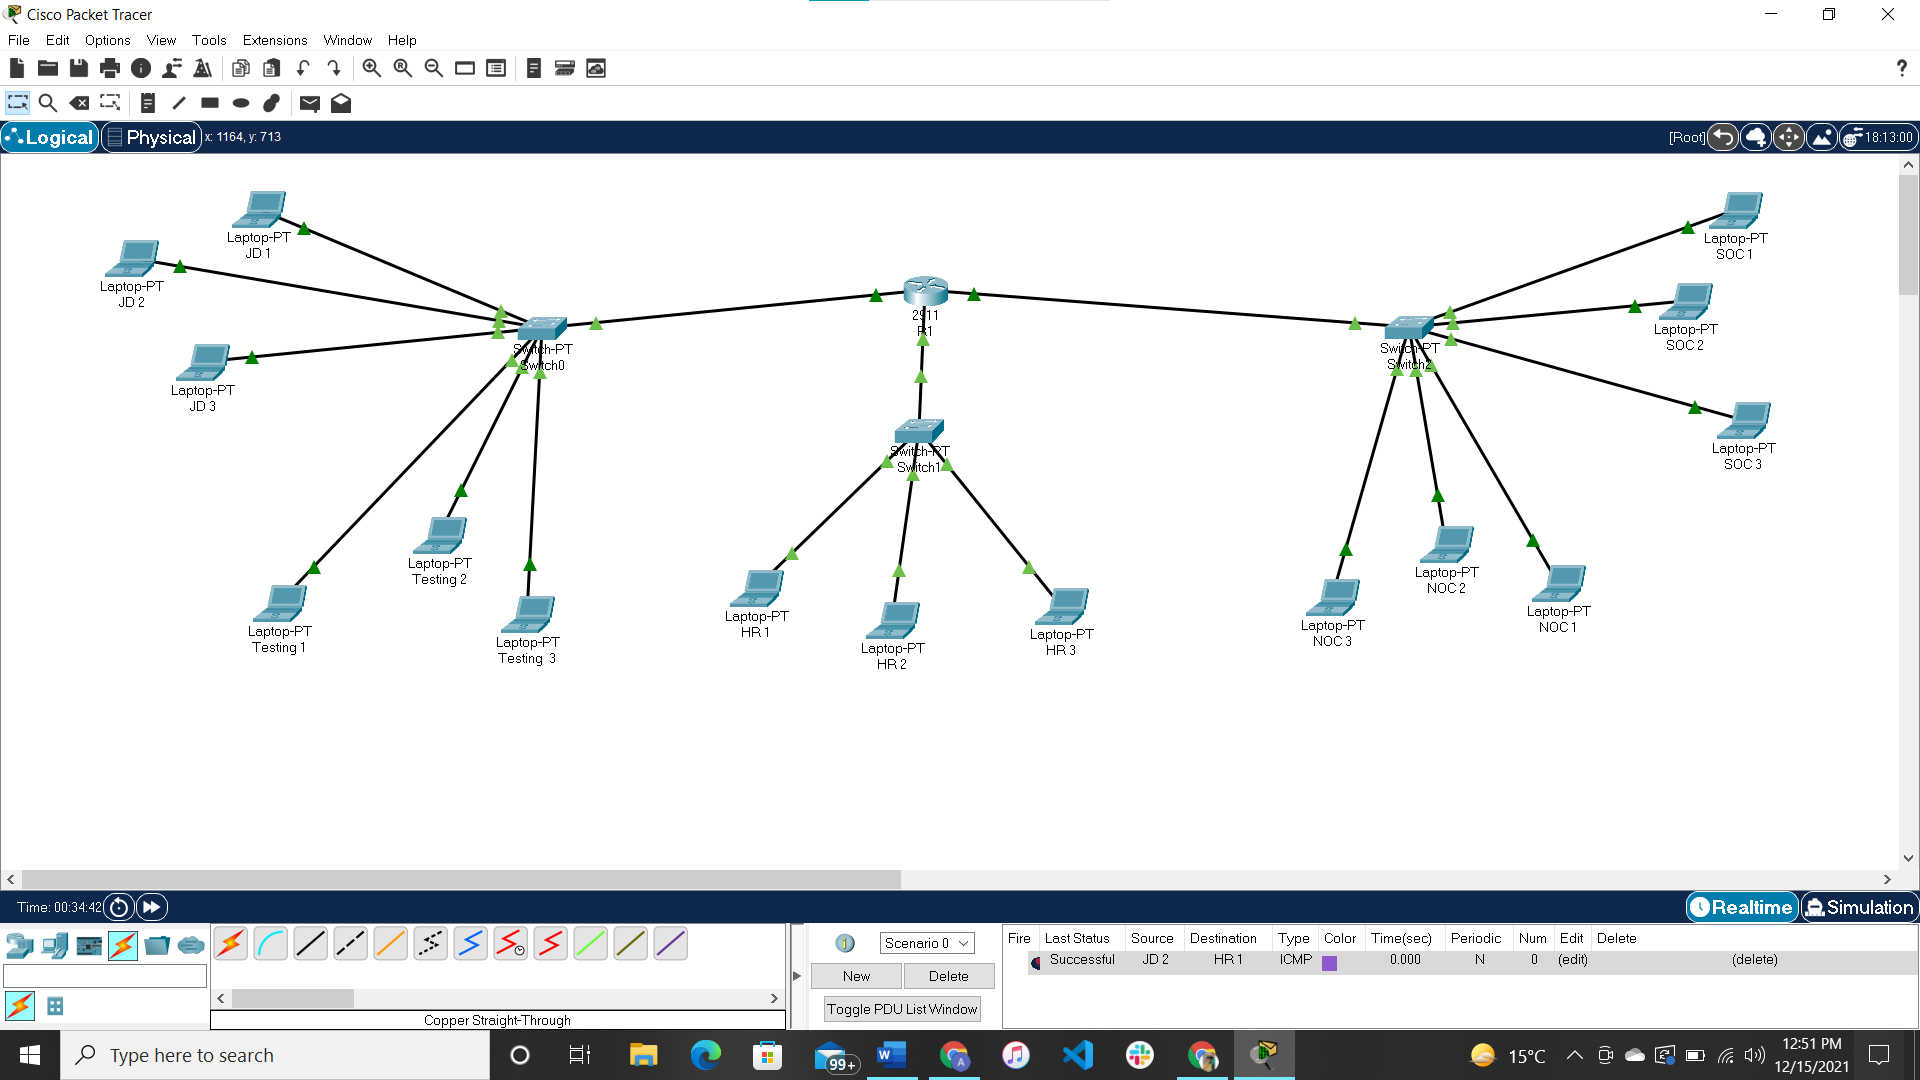 Cisco Packet Tracer
File Edit Options View Tools Extensions Window Help
?
Logical Physical x: 1164, y: 713 [Root] 18:13:00
Laptop-PT
JD 1
Laptop-PT
JD 2
Laptop-PT
JD 3
Switch-PT
Switch0
2911
R1
Switch-PT
Switch1
Switch-PT
Switch2
Laptop-PT
SOC 1
Laptop-PT
SOC 2
Laptop-PT
SOC 3
Laptop-PT
Testing 1
Laptop-PT
Testing 2
Laptop-PT
Testing 3
Laptop-PT
HR 1
Laptop-PT
HR 2
Laptop-PT
HR 3
Laptop-PT
NOC 3
Laptop-PT
NOC 2
Laptop-PT
NOC 1
Time: 00:34:42 Realtime Simulation
1 Scenario 0
New Delete
Toggle PDU List Window
Copper Straight-Through
Fire Last Status Source Destination Type Color Time(sec) Periodic Num Edit Delete
Successful JD 2 HR 1 ICMP 0.000 N 0 (edit) (delete)
Type here to search
99+
15°C
12:51 PM
12/15/2021